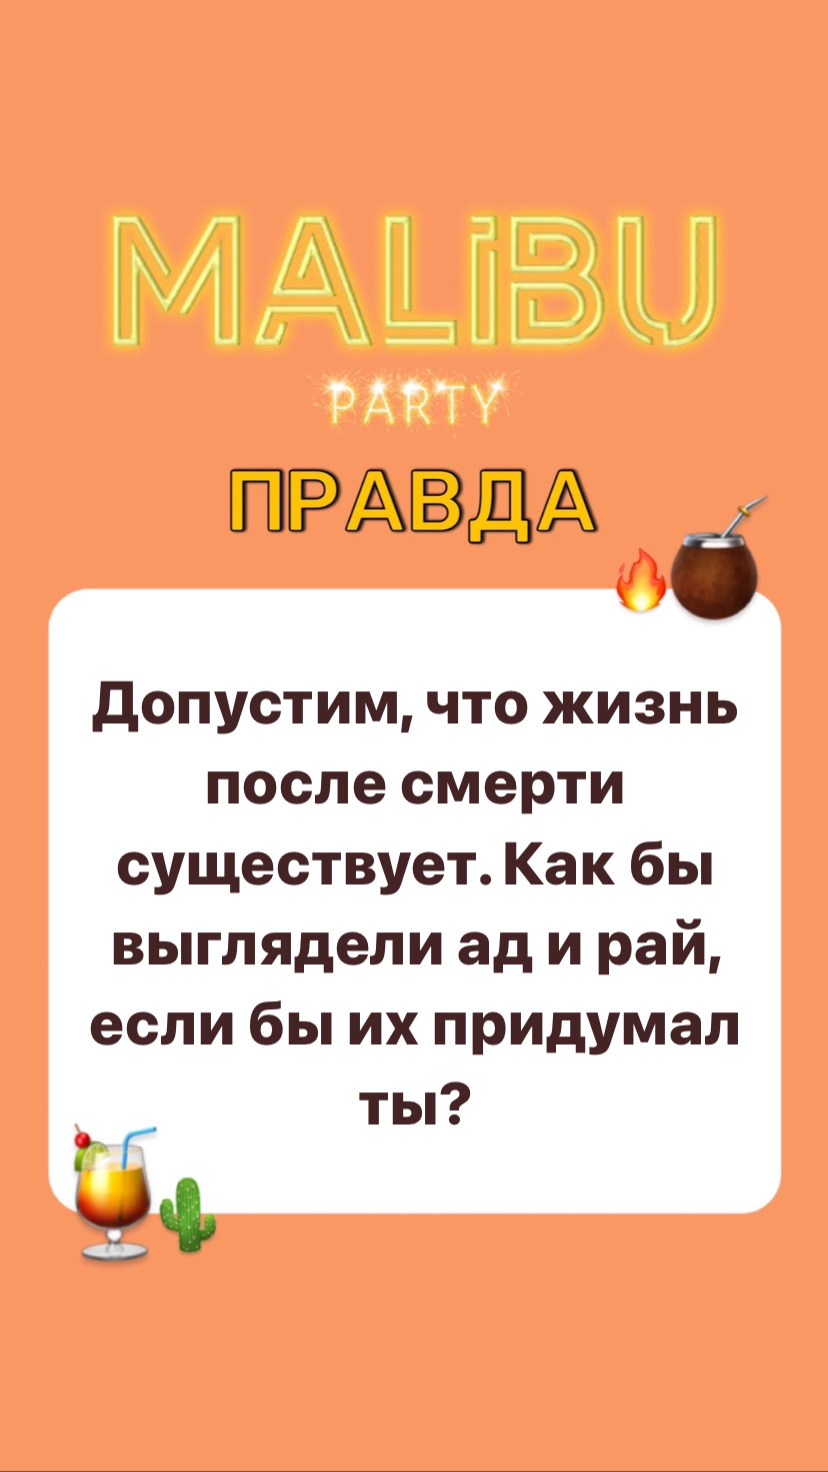 MALiBU
PARTY
ПРАВДА
Допустим, что жизнь
после смерти
существует. Как бы
выглядели ад и рай,
если бы их придумал
ты?